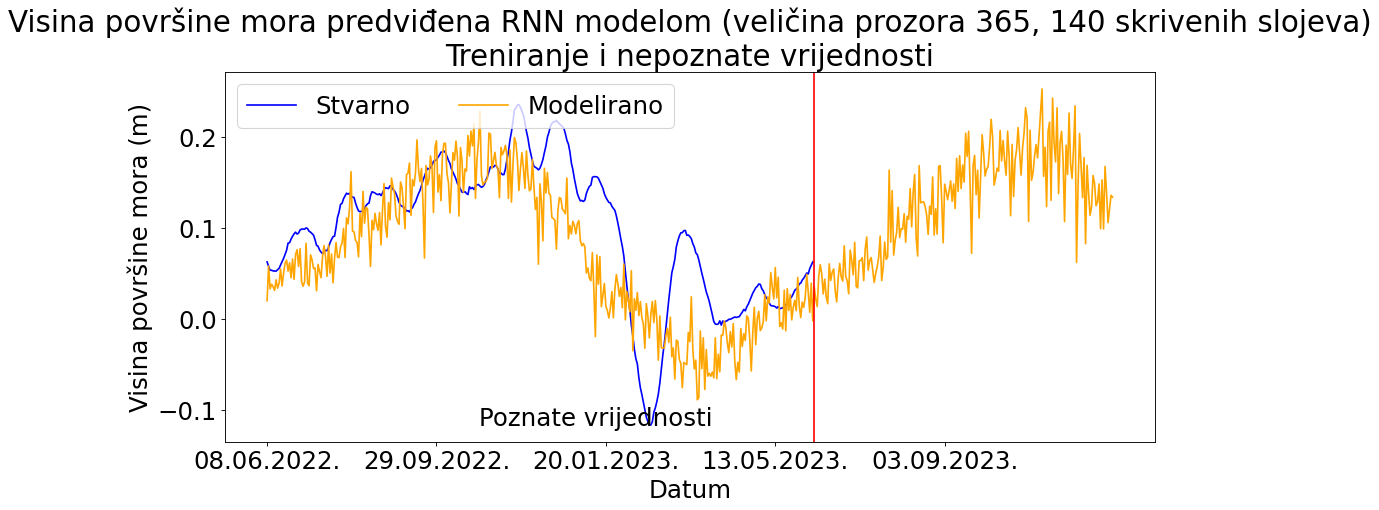 Visina površine mora predviđena RNN modelom (veličina prozora 365, 140 skrivenih slojeva)
Treniranje i nepoznate vrijednosti
Stvarno
Modelirano
Visina površine mora (m)
0.2
0.1
0.0
−0.1
Poznate vrijednosti
08.06.2022.
29.09.2022.
20.01.2023.
13.05.2023.
03.09.2023.
Datum